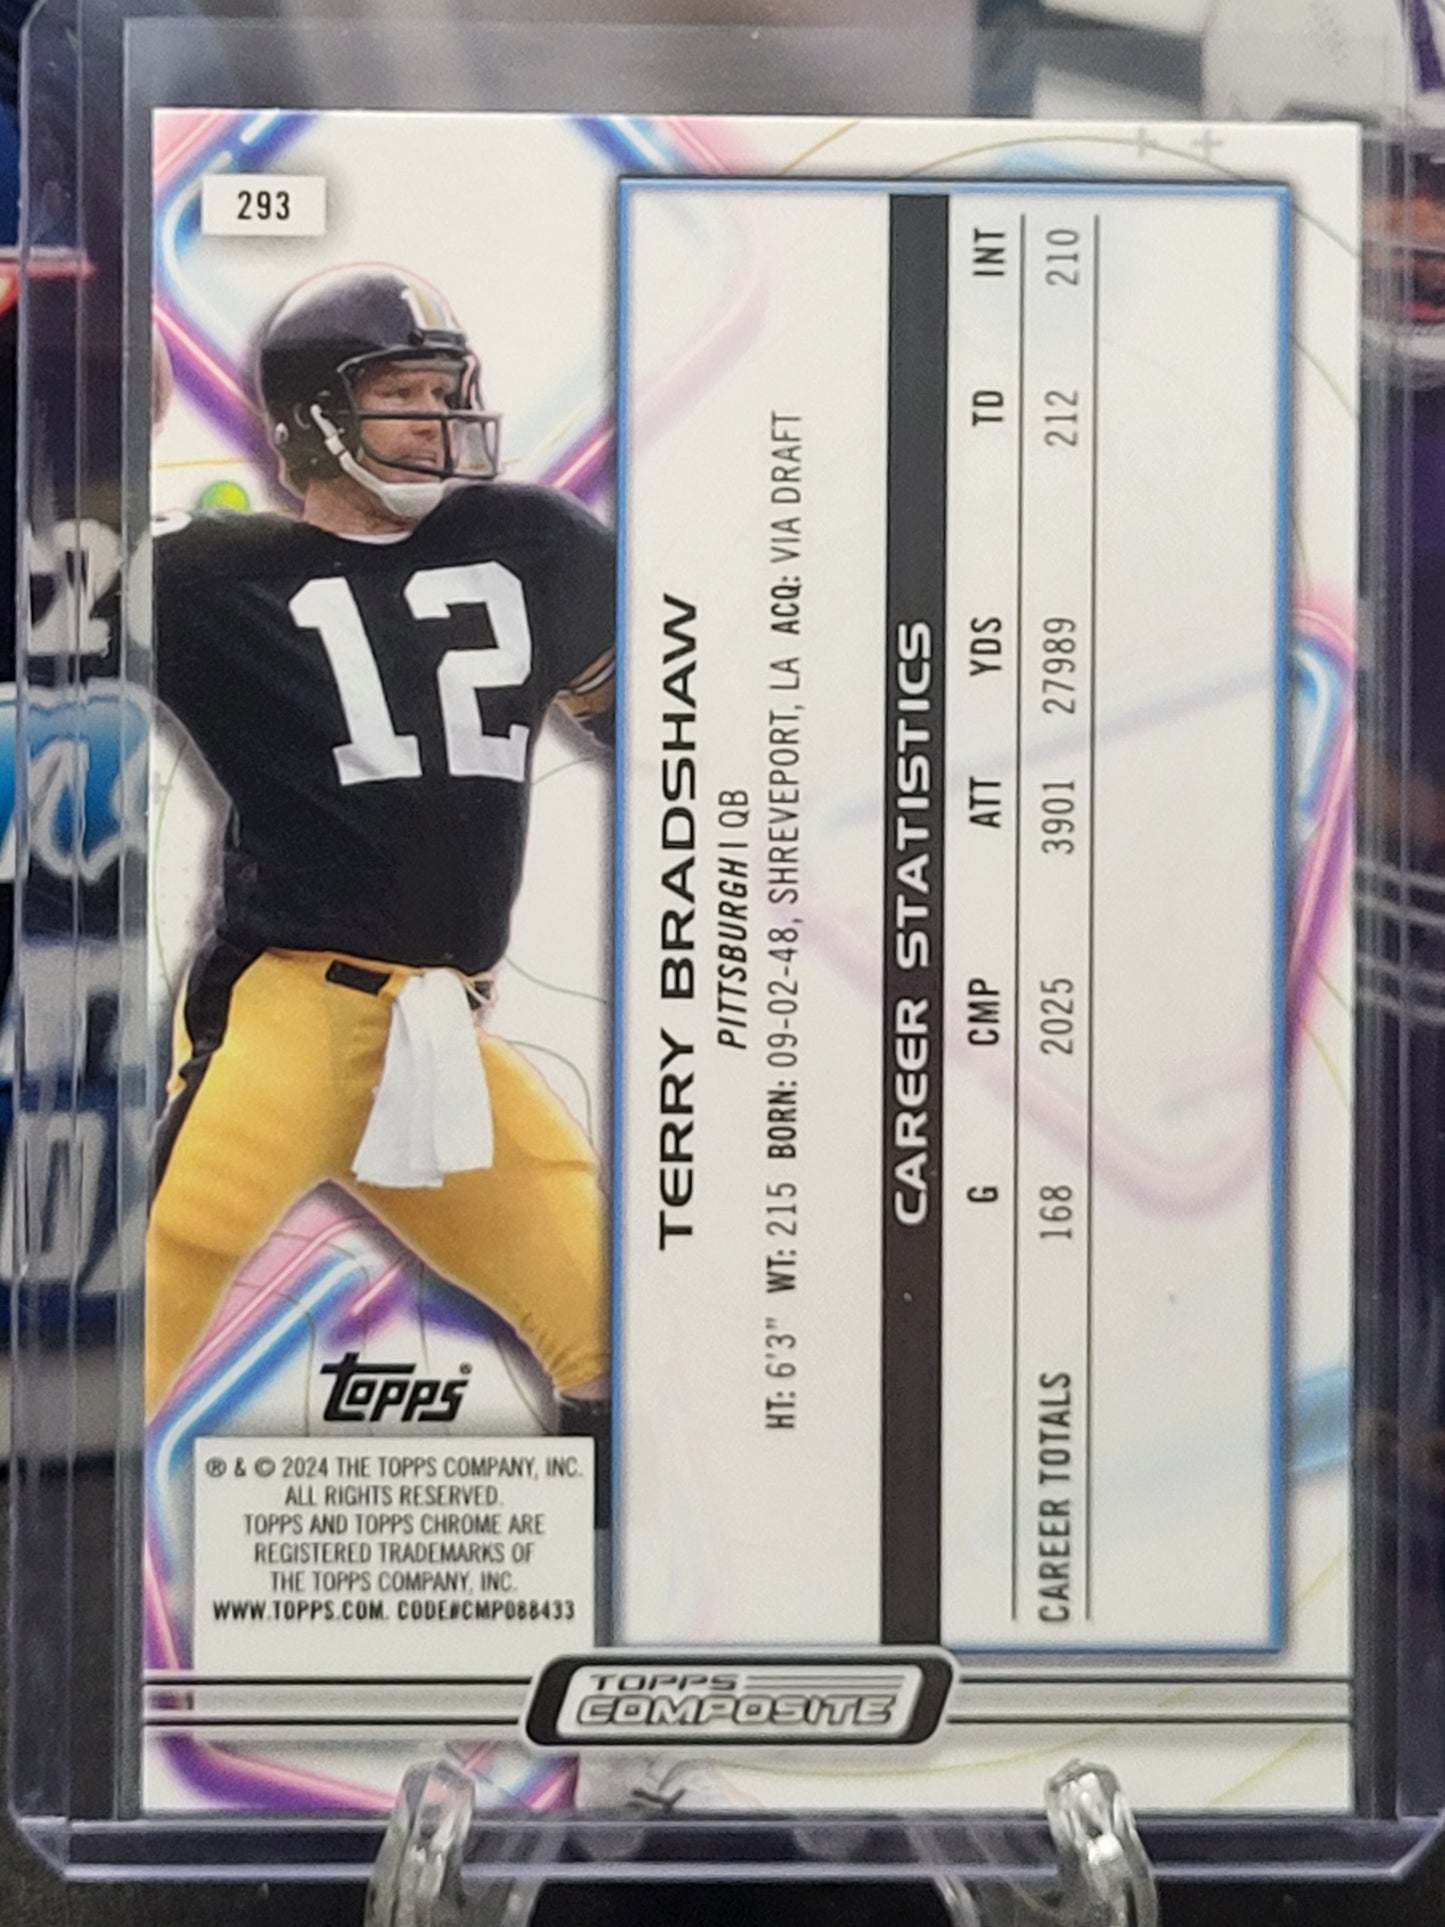 293
12
TERRY BRADSHAW
PITTSBURGH | QB
HT: 6'3" WT: 215 BORN: 09-02-48, SHREVEPORT, LA ACQ: VIA DRAFT
CAREER STATISTICS
G CMP ATT YDS TD INT
CAREER TOTALS 168 2025 3901 27989 212 210
TOPPS®
® & © 2024 THE TOPPS COMPANY, INC.
ALL RIGHTS RESERVED.
TOPPS AND TOPPS CHROME ARE
REGISTERED TRADEMARKS OF
THE TOPPS COMPANY, INC.
WWW.TOPPS.COM. CODE#CMP088433
TOPPS
COMPOSITE